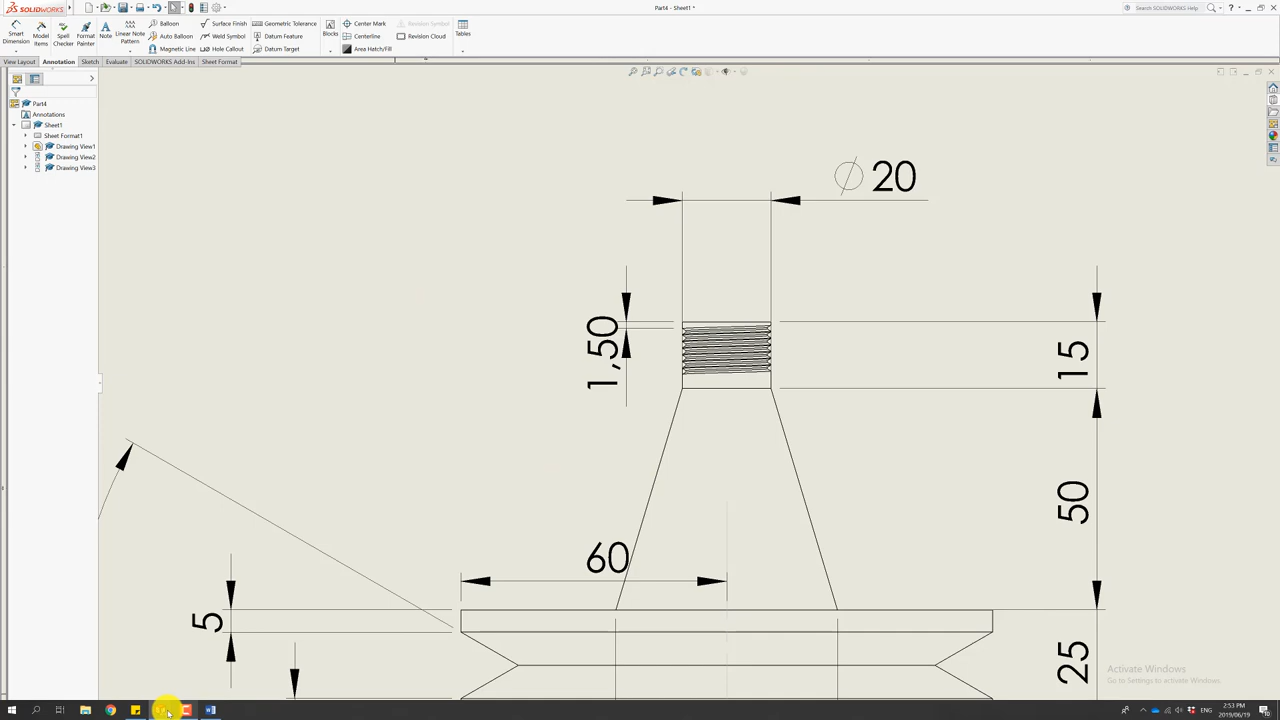 SOLIDWORKS
Part4 - Sheet1 *
Search SOLIDWORKS Help
Smart Dimension
Model Items
Spell Checker
Format Painter
Note
Linear Note Pattern
Balloon
Auto Balloon
Magnetic Line
Surface Finish
Weld Symbol
Hole Callout
Geometric Tolerance
Datum Feature
Datum Target
Blocks
Center Mark
Centerline
Area Hatch/Fill
Revision Symbol
Revision Cloud
Tables
View Layout Annotation Sketch Evaluate SOLIDWORKS Add-Ins Sheet Format
Part4
Annotations
Sheet1
Sheet Format1
Drawing View1
Drawing View2
Drawing View3
∅ 20
1,50
15
50
60
5
25
Activate Windows
Go to Settings to activate Windows.
ENG
2:53 PM
2019/06/19